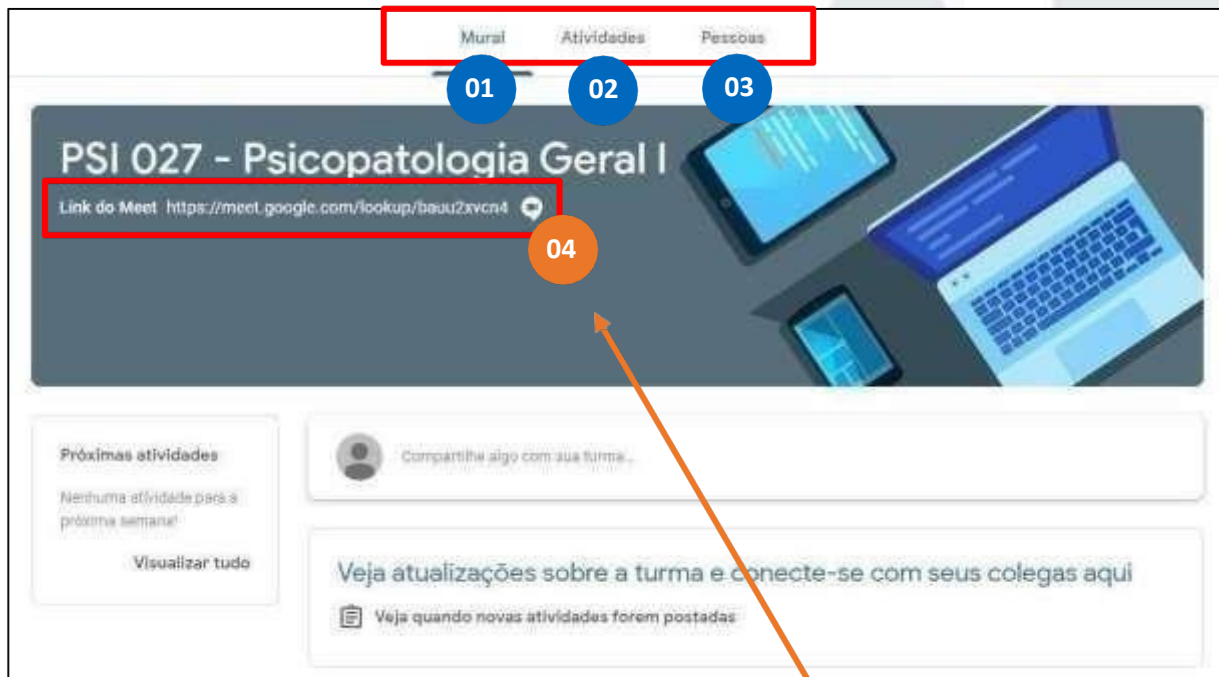 Mural Atividades Pessoas
01 02 03
PSI 027 - Psicopatologia Geral I
Link do Meet https://meet.google.com/lookup/bauu2xvcn4
04
Próximas atividades
Nenhuma atividade para a
próxima semana!
Visualizar tudo
Compartilhe algo com sua turma...
Veja atualizações sobre a turma e conecte-se com seus colegas aqui
Veja quando novas atividades forem postadas